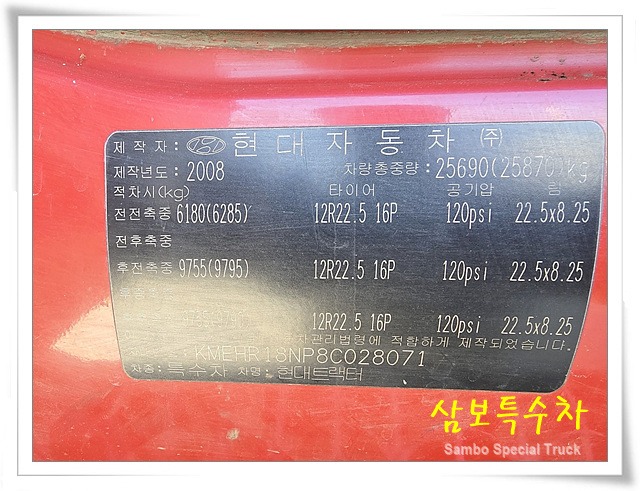 제 작 자 : 현 대 자 동 차 (주)
제작년도 : 2008 차량총중량 : 25690(25870)kg
적차시(kg) 타이어 공기압 림
전전축중 6180(6285) 12R22.5 16P 120psi 22.5x8.25
전후축중
후전축중 9755(9795) 12R22.5 16P 120psi 22.5x8.25
12R22.5 16P 120psi 22.5x8.25
자동차관리법령에 적합하게 제작되었습니다.
KMEHR18NP8C028071
차종: 특수차 차명: 현대트랙터
삼보특수차
Sambo Special Truck